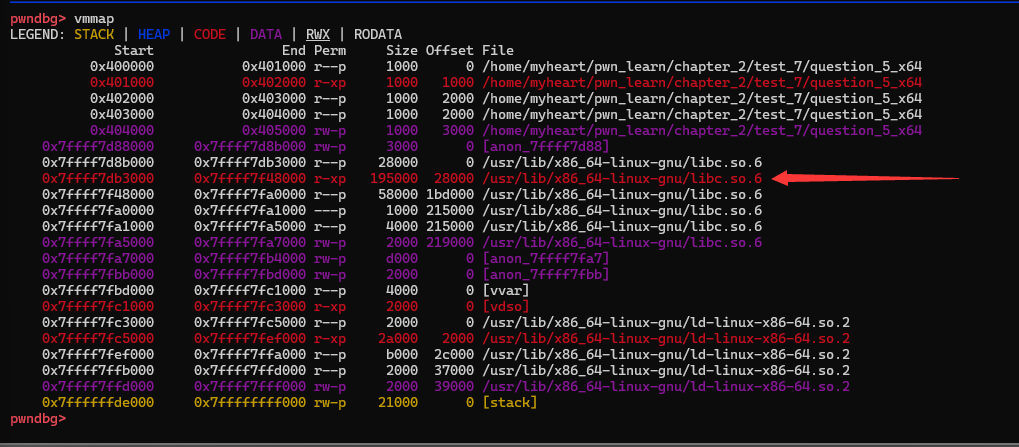 pwndbg> vmmap
LEGEND: STACK | HEAP | CODE | DATA | RWX | RODATA
Start End Perm Size Offset File
0x400000 0x401000 r--p 1000 0 /home/myheart/pwn_learn/chapter_2/test_7/question_5_x64
0x401000 0x402000 r-xp 1000 1000 /home/myheart/pwn_learn/chapter_2/test_7/question_5_x64
0x402000 0x403000 r--p 1000 2000 /home/myheart/pwn_learn/chapter_2/test_7/question_5_x64
0x403000 0x404000 r--p 1000 2000 /home/myheart/pwn_learn/chapter_2/test_7/question_5_x64
0x404000 0x405000 rw-p 1000 3000 /home/myheart/pwn_learn/chapter_2/test_7/question_5_x64
0x7ffff7d88000 0x7ffff7d8b000 rw-p 3000 0 [anon_7ffff7d88]
0x7ffff7d8b000 0x7ffff7db3000 r--p 28000 0 /usr/lib/x86_64-linux-gnu/libc.so.6
0x7ffff7db3000 0x7ffff7f48000 r-xp 195000 28000 /usr/lib/x86_64-linux-gnu/libc.so.6
0x7ffff7f48000 0x7ffff7fa0000 r--p 58000 1bd000 /usr/lib/x86_64-linux-gnu/libc.so.6
0x7ffff7fa0000 0x7ffff7fa1000 ---p 1000 215000 /usr/lib/x86_64-linux-gnu/libc.so.6
0x7ffff7fa1000 0x7ffff7fa5000 r--p 4000 215000 /usr/lib/x86_64-linux-gnu/libc.so.6
0x7ffff7fa5000 0x7ffff7fa7000 rw-p 2000 219000 /usr/lib/x86_64-linux-gnu/libc.so.6
0x7ffff7fa7000 0x7ffff7fb4000 rw-p d000 0 [anon_7ffff7fa7]
0x7ffff7fbb000 0x7ffff7fbd000 rw-p 2000 0 [anon_7ffff7fbb]
0x7ffff7fbd000 0x7ffff7fc1000 r--p 4000 0 [vvar]
0x7ffff7fc1000 0x7ffff7fc3000 r-xp 2000 0 [vdso]
0x7ffff7fc3000 0x7ffff7fc5000 r--p 2000 0 /usr/lib/x86_64-linux-gnu/ld-linux-x86-64.so.2
0x7ffff7fc5000 0x7ffff7fef000 r-xp 2a000 2000 /usr/lib/x86_64-linux-gnu/ld-linux-x86-64.so.2
0x7ffff7fef000 0x7ffff7ffa000 r--p b000 2c000 /usr/lib/x86_64-linux-gnu/ld-linux-x86-64.so.2
0x7ffff7ffb000 0x7ffff7ffd000 r--p 2000 37000 /usr/lib/x86_64-linux-gnu/ld-linux-x86-64.so.2
0x7ffff7ffd000 0x7ffff7fff000 rw-p 2000 39000 /usr/lib/x86_64-linux-gnu/ld-linux-x86-64.so.2
0x7ffffffde000 0x7ffffffff000 rw-p 21000 0 [stack]
pwndbg>